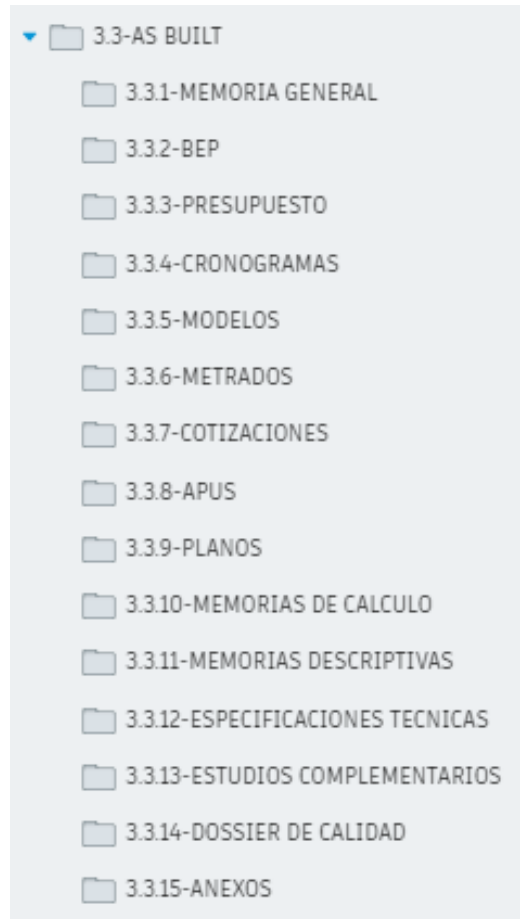 3.3-AS BUILT
3.3.1-MEMORIA GENERAL
3.3.2-BEP
3.3.3-PRESUPUESTO
3.3.4-CRONOGRAMAS
3.3.5-MODELOS
3.3.6-METRADOS
3.3.7-COTIZACIONES
3.3.8-APUS
3.3.9-PLANOS
3.3.10-MEMORIAS DE CALCULO
3.3.11-MEMORIAS DESCRIPTIVAS
3.3.12-ESPECIFICACIONES TECNICAS
3.3.13-ESTUDIOS COMPLEMENTARIOS
3.3.14-DOSSIER DE CALIDAD
3.3.15-ANEXOS